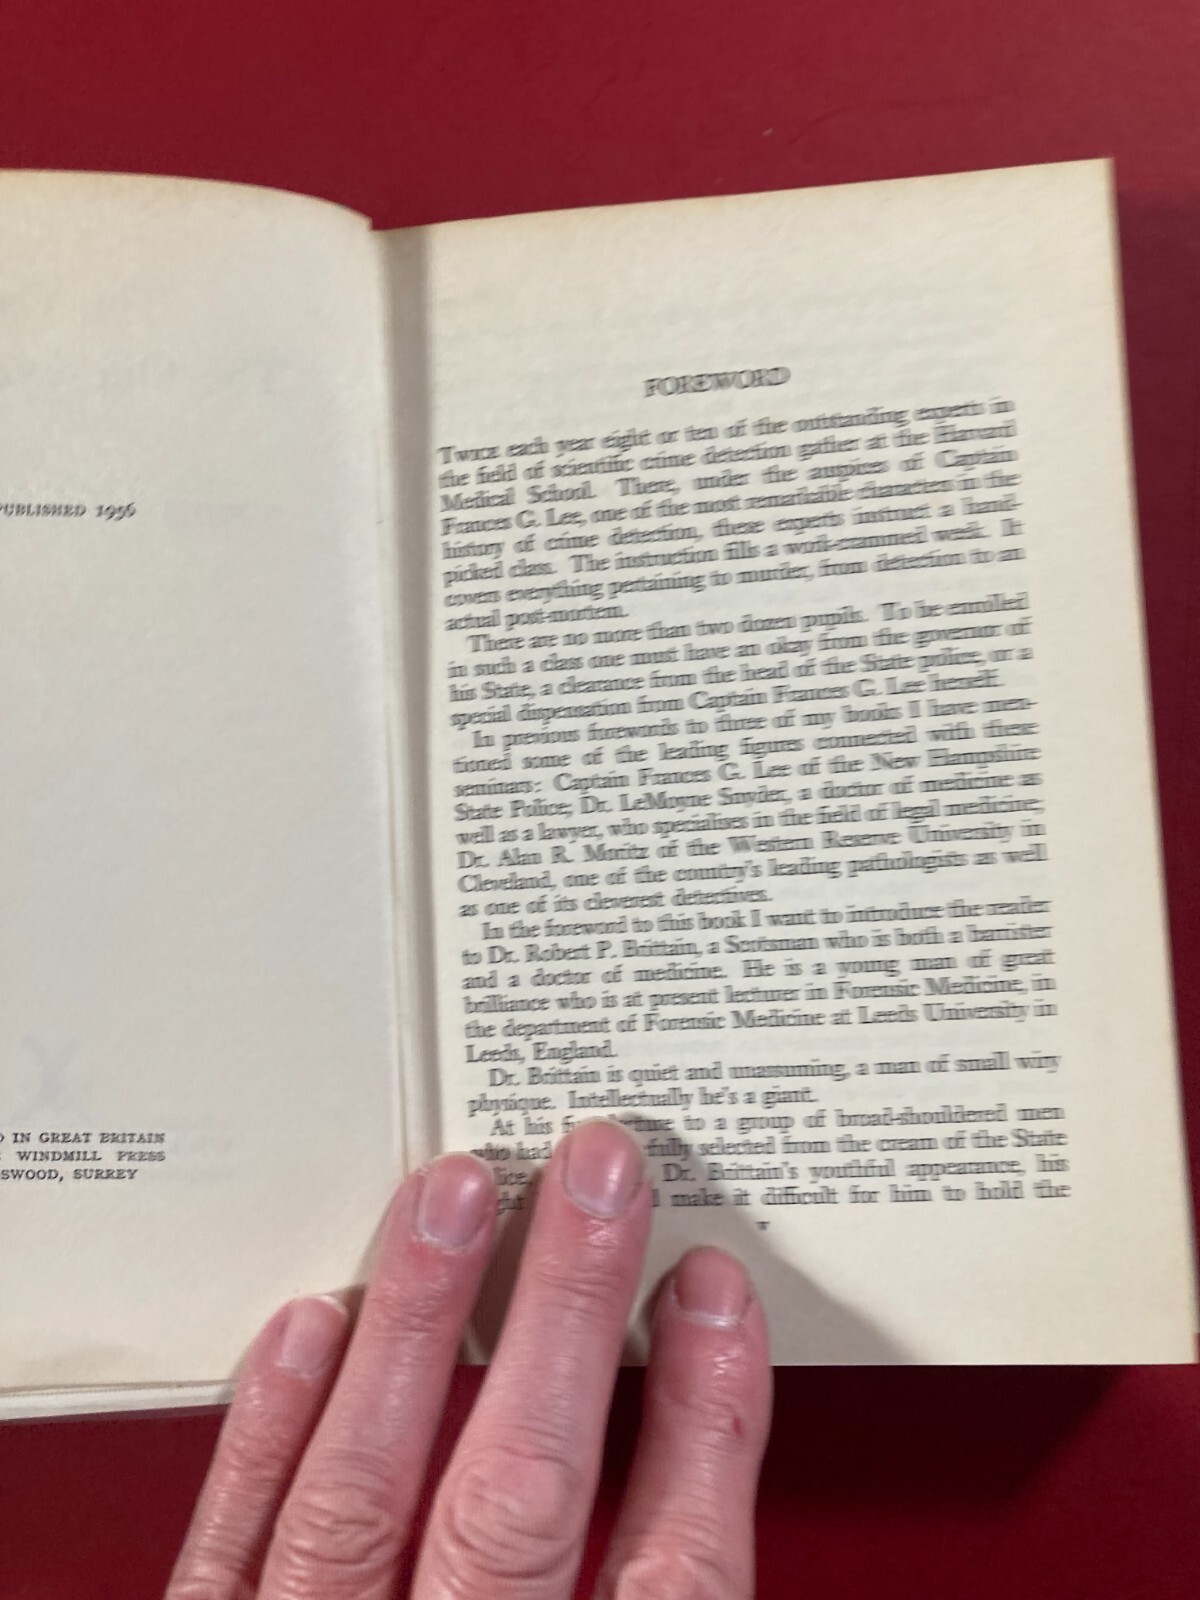 PUBLISHED 1956
IN GREAT BRITAIN
WINDMILL PRESS
SWOOD, SURREY
FOREWORD
TWICE each year eight or ten of the outstanding experts in
the field of scientific crime detection gather at the Harvard
Medical School. There, under the auspices of Captain
Frances G. Lee, one of the most remarkable characters in the
history of crime detection, these experts instruct a hand-
picked class. The instruction fills a work-crammed week. It
covers everything pertaining to murder, from detection to an
actual post-mortem.
There are no more than two dozen pupils. To be enrolled
in such a class one must have an okay from the governor of
his State, a clearance from the head of the State police, or a
special dispensation from Captain Frances G. Lee herself.
In previous forewords to three of my books I have men-
tioned some of the leading figures connected with these
seminars: Captain Frances G. Lee of the New Hampshire
State Police; Dr. LeMoyne Snyder, a doctor of medicine as
well as a lawyer, who specialises in the field of legal medicine;
Dr. Alan R. Moritz of the Western Reserve University in
Cleveland, one of the country's leading pathologists as well
as one of its cleverest detectives.
In the foreword to this book I want to introduce the reader
to Dr. Robert P. Brittain, a Scotsman who is both a barrister
and a doctor of medicine. He is a young man of great
brilliance who is at present lecturer in Forensic Medicine, in
the department of Forensic Medicine at Leeds University in
Leeds, England.
Dr. Brittain is quiet and unassuming, a man of small wiry
physique. Intellectually he's a giant.
At his lecture to a group of broad-shouldered men
who had fully selected from the cream of the State
Dr. Brittain's youthful appearance, his
make it difficult for him to hold the
v